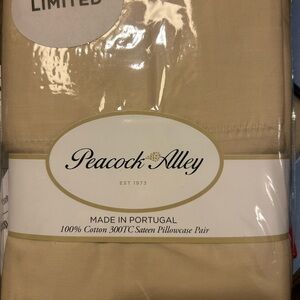 LIMITED
Peacock Alley
EST 1973
MADE IN PORTUGAL
100% Cotton 300TC Sateen Pillowcase Pair